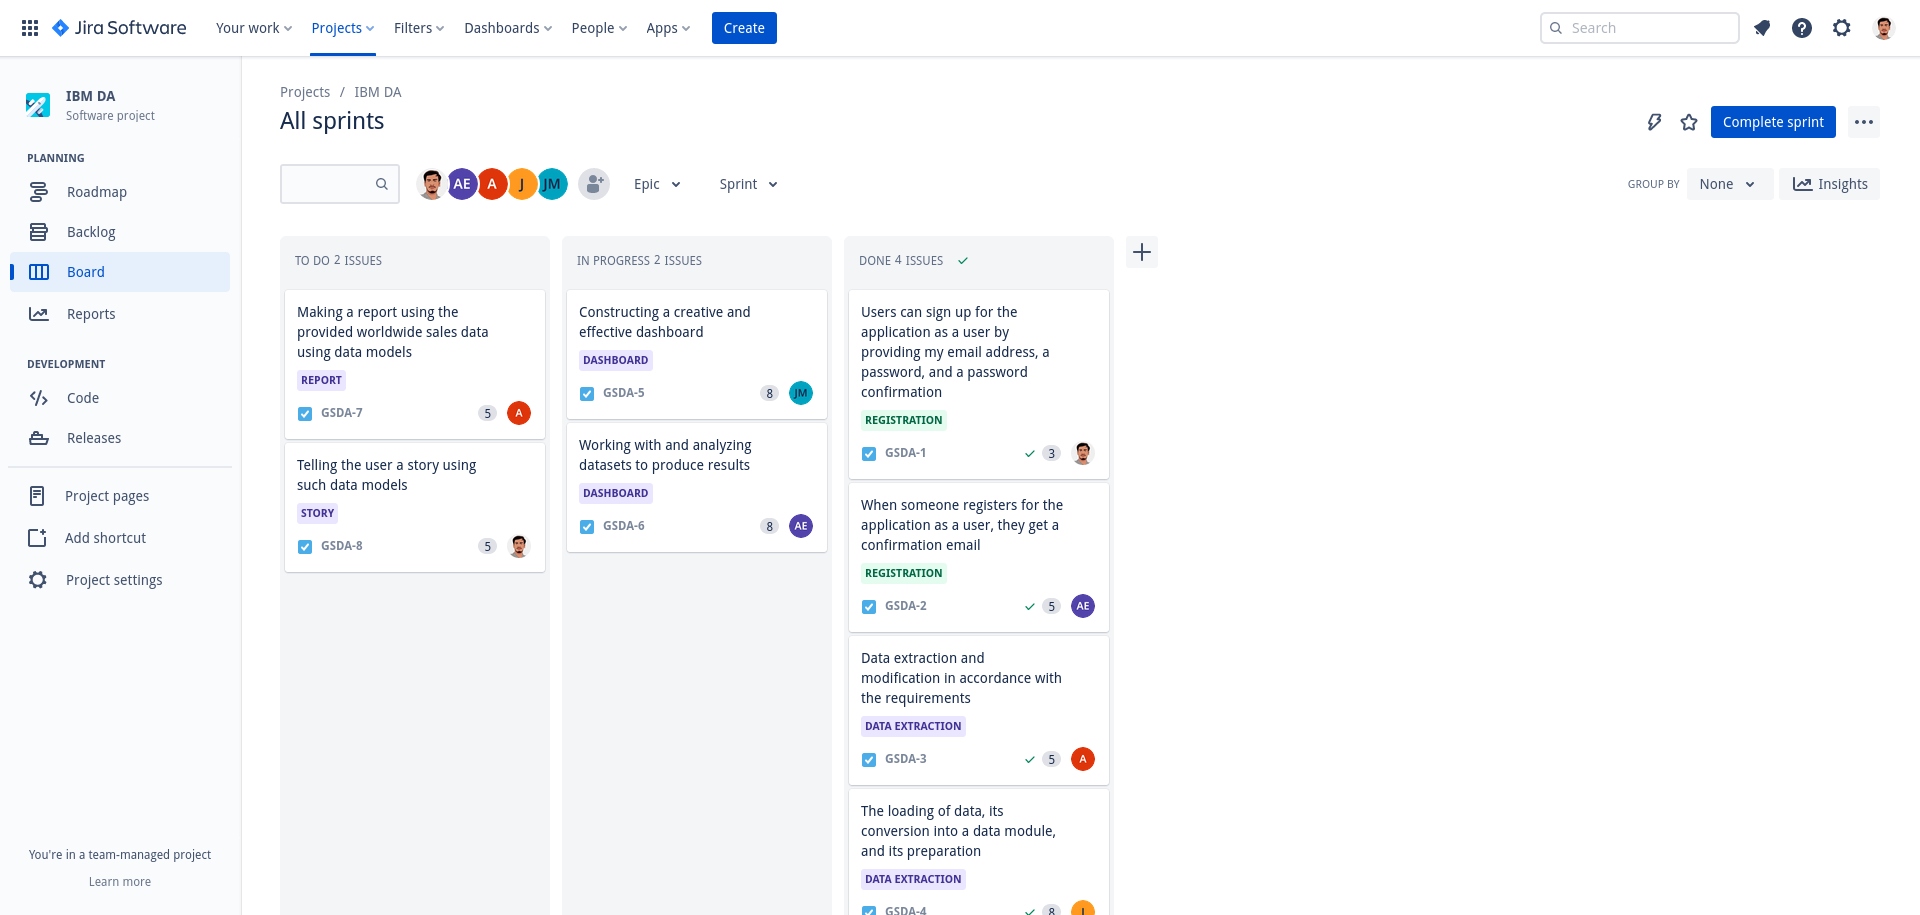 Jira Software
Your work
Projects
Filters
Dashboards
People
Apps
Create
Search
IBM DA
Software project
PLANNING
Roadmap
Backlog
Board
Reports
DEVELOPMENT
Code
Releases
Project pages
Add shortcut
Project settings
You're in a team-managed project
Learn more
Projects / IBM DA
All sprints
Complete sprint
AE
A
J
JM
Epic
Sprint
GROUP BY
None
Insights
TO DO 2 ISSUES
Making a report using the
provided worldwide sales data
using data models
REPORT
GSDA-7
5
A
Telling the user a story using
such data models
STORY
GSDA-8
5
IN PROGRESS 2 ISSUES
Constructing a creative and
effective dashboard
DASHBOARD
GSDA-5
8
JM
Working with and analyzing
datasets to produce results
DASHBOARD
GSDA-6
8
AE
DONE 4 ISSUES
Users can sign up for the
application as a user by
providing my email address, a
password, and a password
confirmation
REGISTRATION
GSDA-1
3
When someone registers for the
application as a user, they get a
confirmation email
REGISTRATION
GSDA-2
5
AE
Data extraction and
modification in accordance with
the requirements
DATA EXTRACTION
GSDA-3
5
A
The loading of data, its
conversion into a data module,
and its preparation
DATA EXTRACTION
GSDA-4
8
J